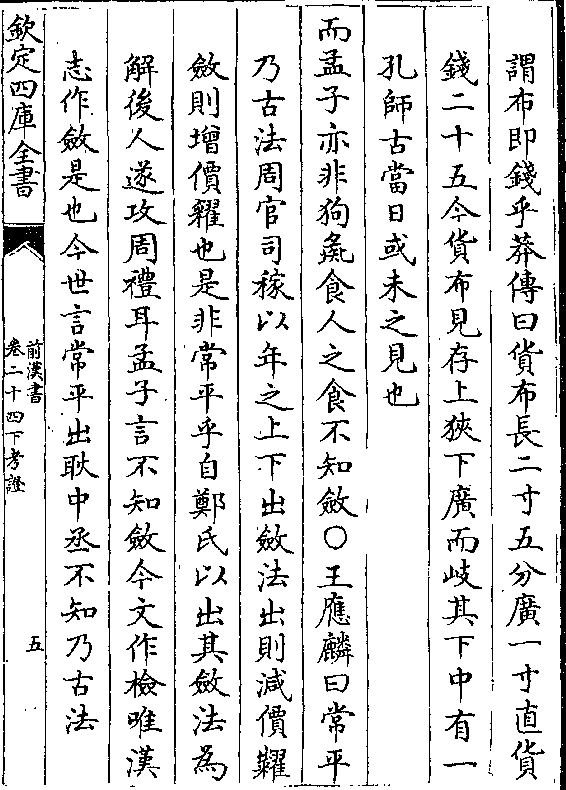 謂布即錢乎莽傳曰貨布長二寸五分廣一寸直貨
錢二十五今貨布見存上狹下廣而岐其下中有一
孔師古當日或未之見也
而孟子亦非狗彘食人之食不知斂○王應麟曰常平
乃古法周官司稼以年之上下出斂法出則減價糶
斂則增價糴也是非常平乎自鄭氏以出其斂法為
解後人遂攻周禮耳孟子言不知斂今文作檢唯漢
志作斂是也今世言常平出耿中丞不知乃古法
欽定四庫全書
前漢書
卷二十四下考證
五